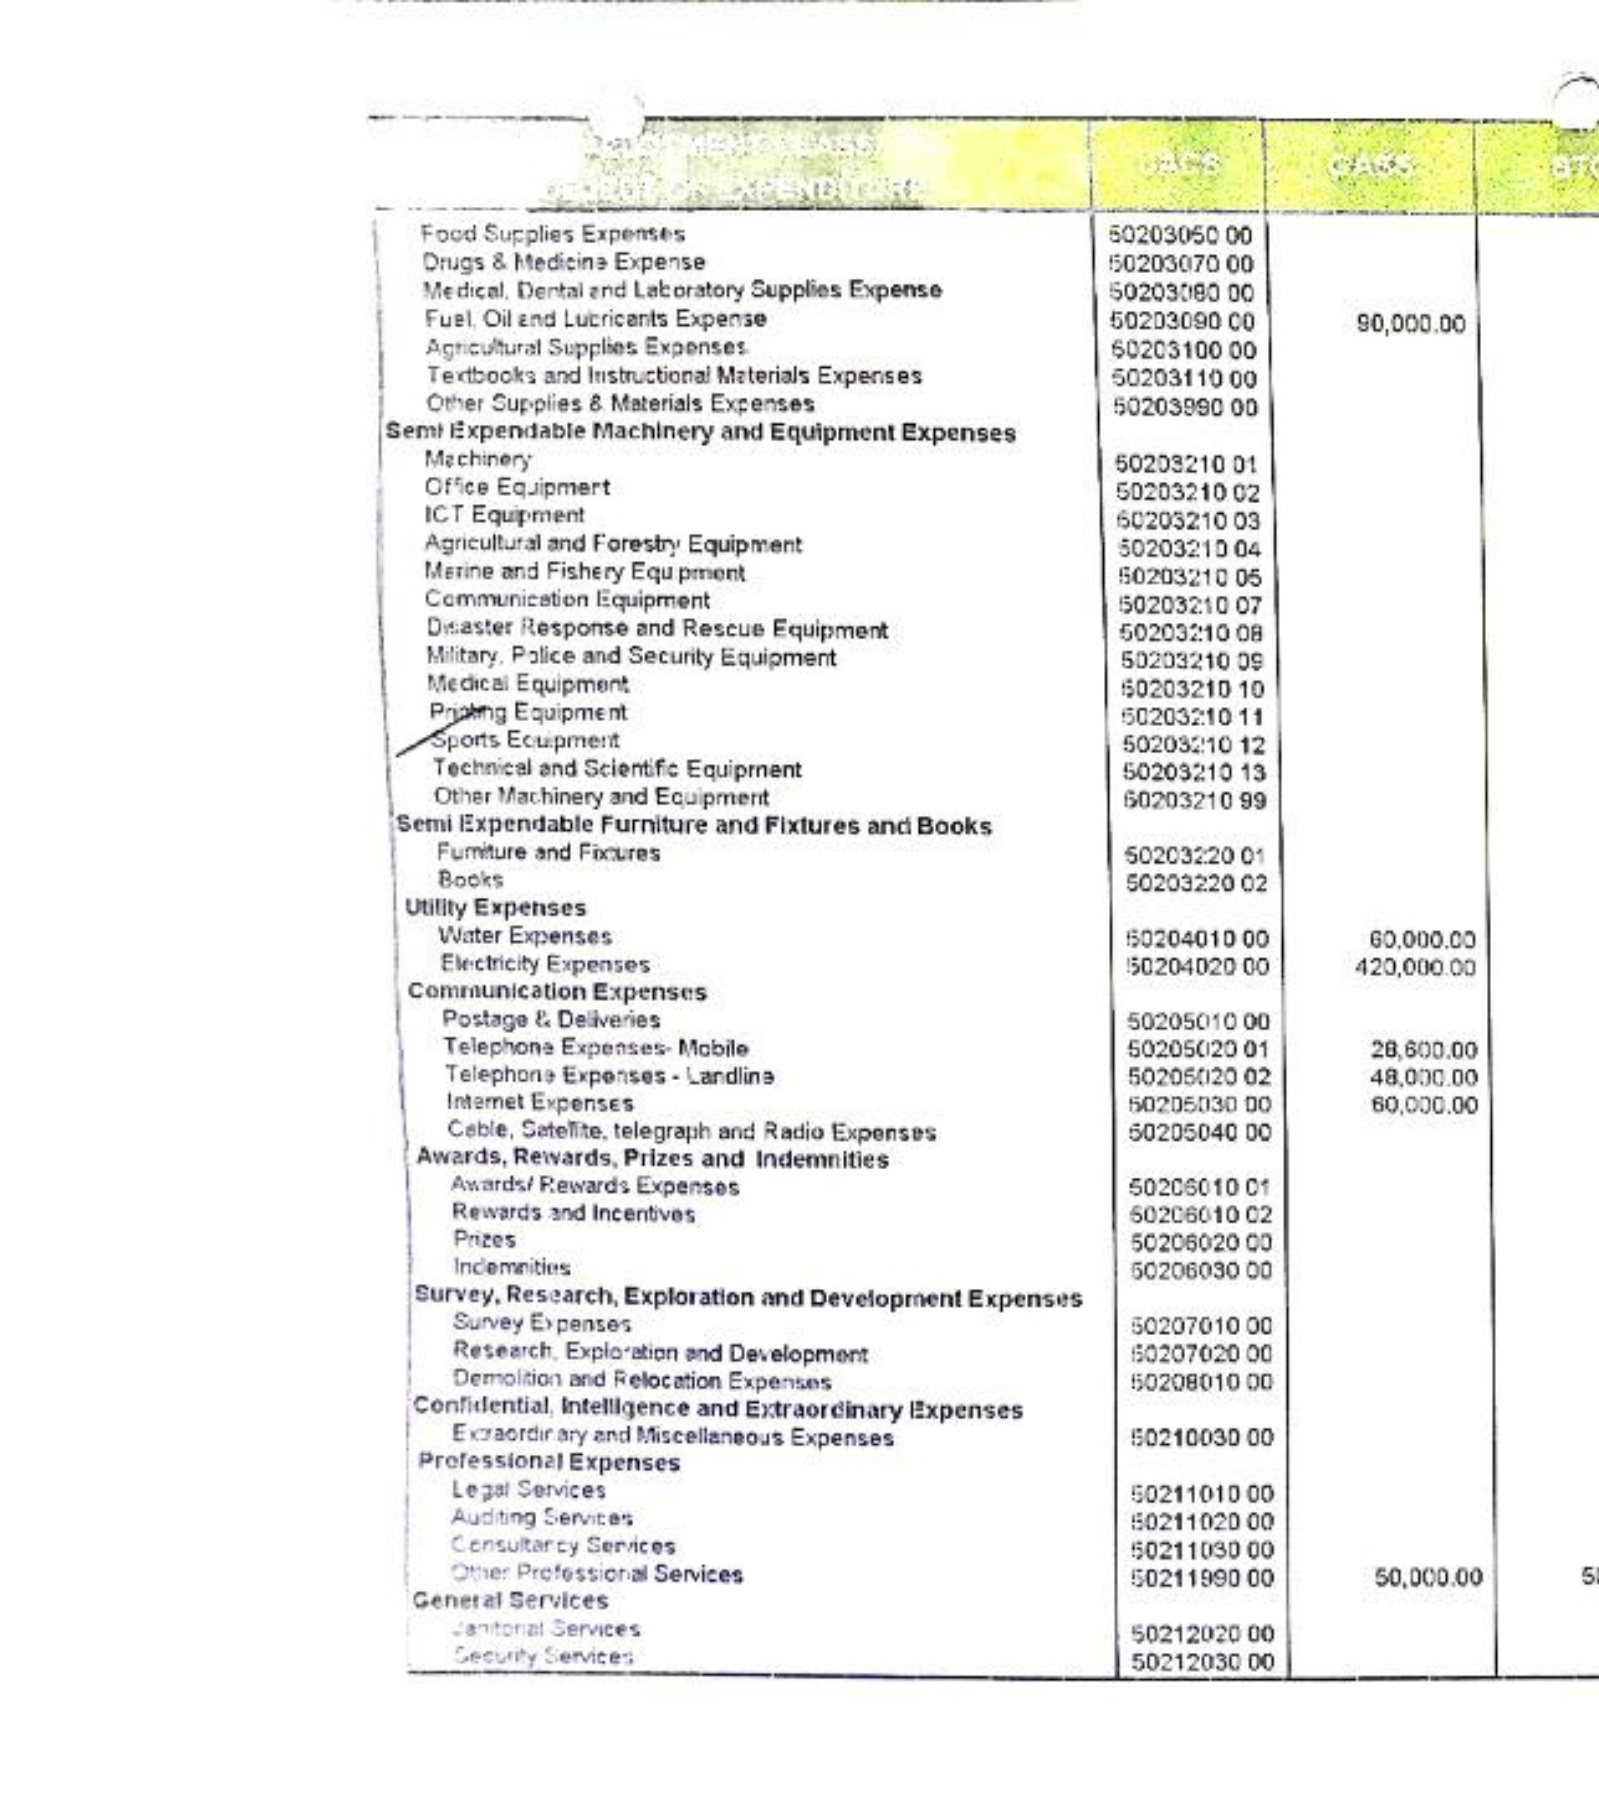 UACS GASS
OBJECT OF EXPENDITURE
Food Supplies Expenses 50203050 00
Drugs & Medicine Expense 50203070 00
Medical, Dental and Laboratory Supplies Expense 50203080 00
Fuel, Oil and Lubricants Expense 50203090 00 90,000.00
Agricultural Supplies Expenses 50203100 00
Textbooks and Instructional Materials Expenses 50203110 00
Other Supplies & Materials Expenses 50203990 00
Semi Expendable Machinery and Equipment Expenses
Machinery 50203210 01
Office Equipment 50203210 02
ICT Equipment 50203210 03
Agricultural and Forestry Equipment 50203210 04
Marine and Fishery Equipment 50203210 05
Communication Equipment 50203210 07
Disaster Response and Rescue Equipment 50203210 08
Military, Police and Security Equipment 50203210 09
Medical Equipment 50203210 10
Printing Equipment 50203210 11
Sports Equipment 50203210 12
Technical and Scientific Equipment 50203210 13
Other Machinery and Equipment 50203210 99
Semi Expendable Furniture and Fixtures and Books
Furniture and Fixtures 50203220 01
Books 50203220 02
Utility Expenses
Water Expenses 50204010 00 60,000.00
Electricity Expenses 50204020 00 420,000.00
Communication Expenses
Postage & Deliveries 50205010 00
Telephone Expenses- Mobile 50205020 01 28,600.00
Telephone Expenses - Landline 50205020 02 48,000.00
Internet Expenses 50205030 00 60,000.00
Cable, Satellite, telegraph and Radio Expenses 50205040 00
Awards, Rewards, Prizes and Indemnities
Awards/ Rewards Expenses 50206010 01
Rewards and Incentives 50206010 02
Prizes 50206020 00
Indemnities 50206030 00
Survey, Research, Exploration and Development Expenses
Survey Expenses 50207010 00
Research, Exploration and Development 50207020 00
Demolition and Relocation Expenses 50208010 00
Confidential, Intelligence and Extraordinary Expenses
Extraordinary and Miscellaneous Expenses 50210030 00
Professional Expenses
Legal Services 50211010 00
Auditing Services 50211020 00
Consultancy Services 50211030 00
Other Professional Services 50211990 00 50,000.00
General Services
Janitorial Services 50212020 00
Security Services 50212030 00